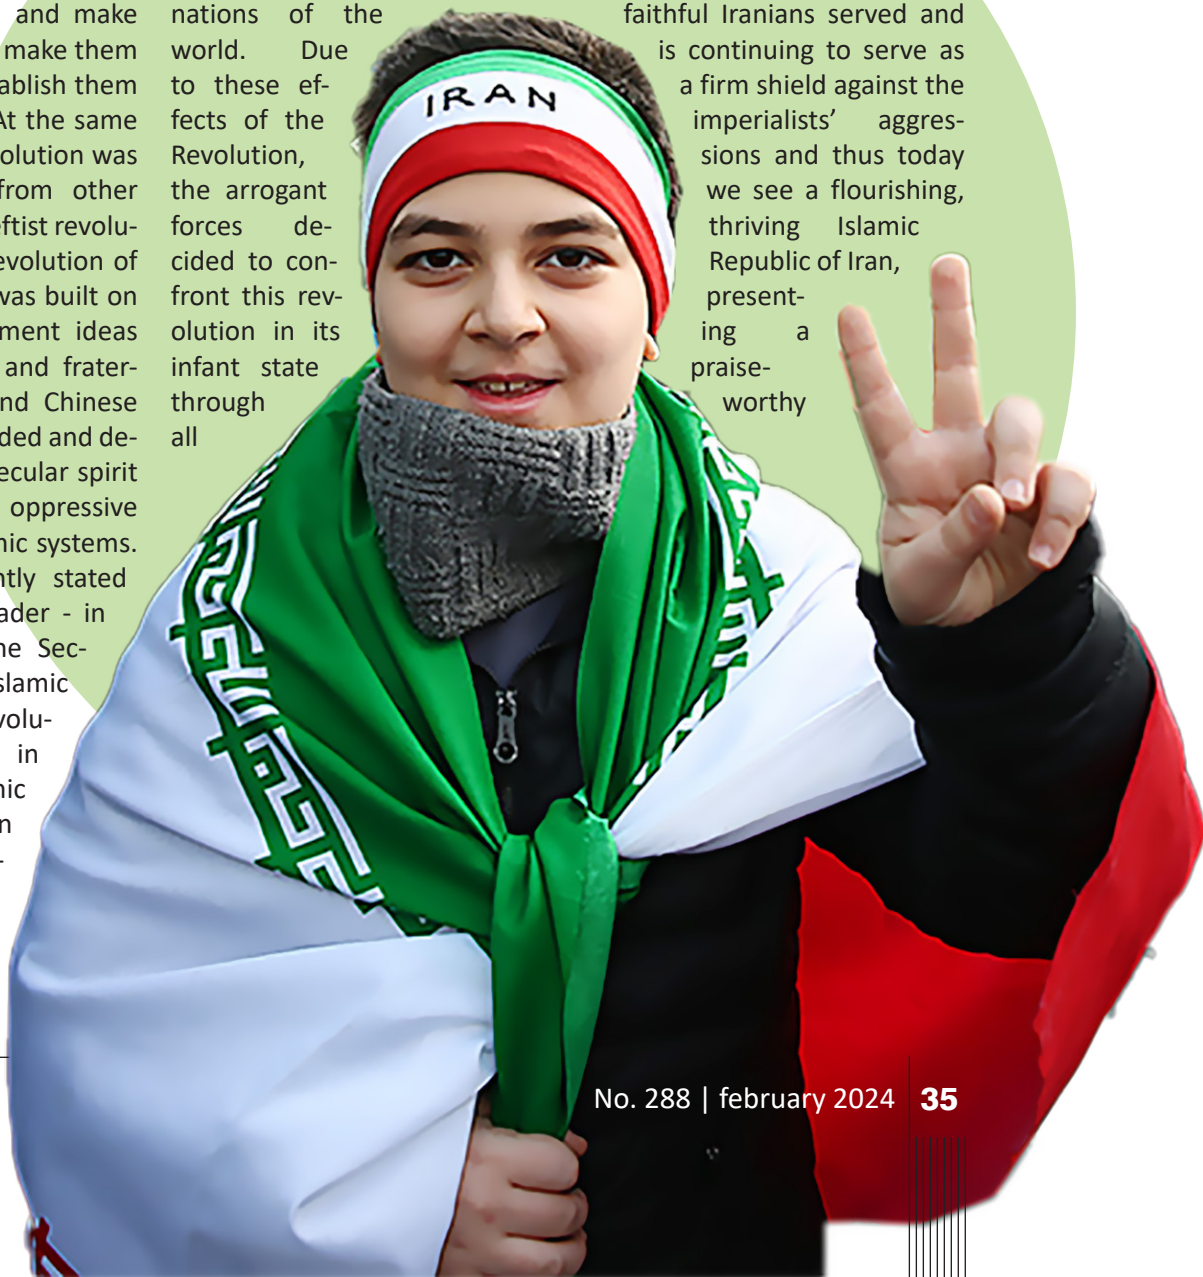 and make
make them
ablish them
At the same
olution was
from other
eftist revolu-
evolution of
was built on
ment ideas
and frater-
nd Chinese
ded and de-
ecular spirit
oppressive
mic systems.
ntly stated
ader - in
he Sec-
slamic
volu-
in
mic
n
-
nations of the
world. Due
to these ef-
fects of the
Revolution,
the arrogant
forces de-
cided to con-
front this rev-
olution in its
infant state
through
all
faithful Iranians served and
is continuing to serve as
a firm shield against the
imperialists’ aggres-
sions and thus today
we see a flourishing,
thriving Islamic
Republic of Iran,
present-
ing a
praise-
worthy
IRAN
No. 288 | february 2024 35